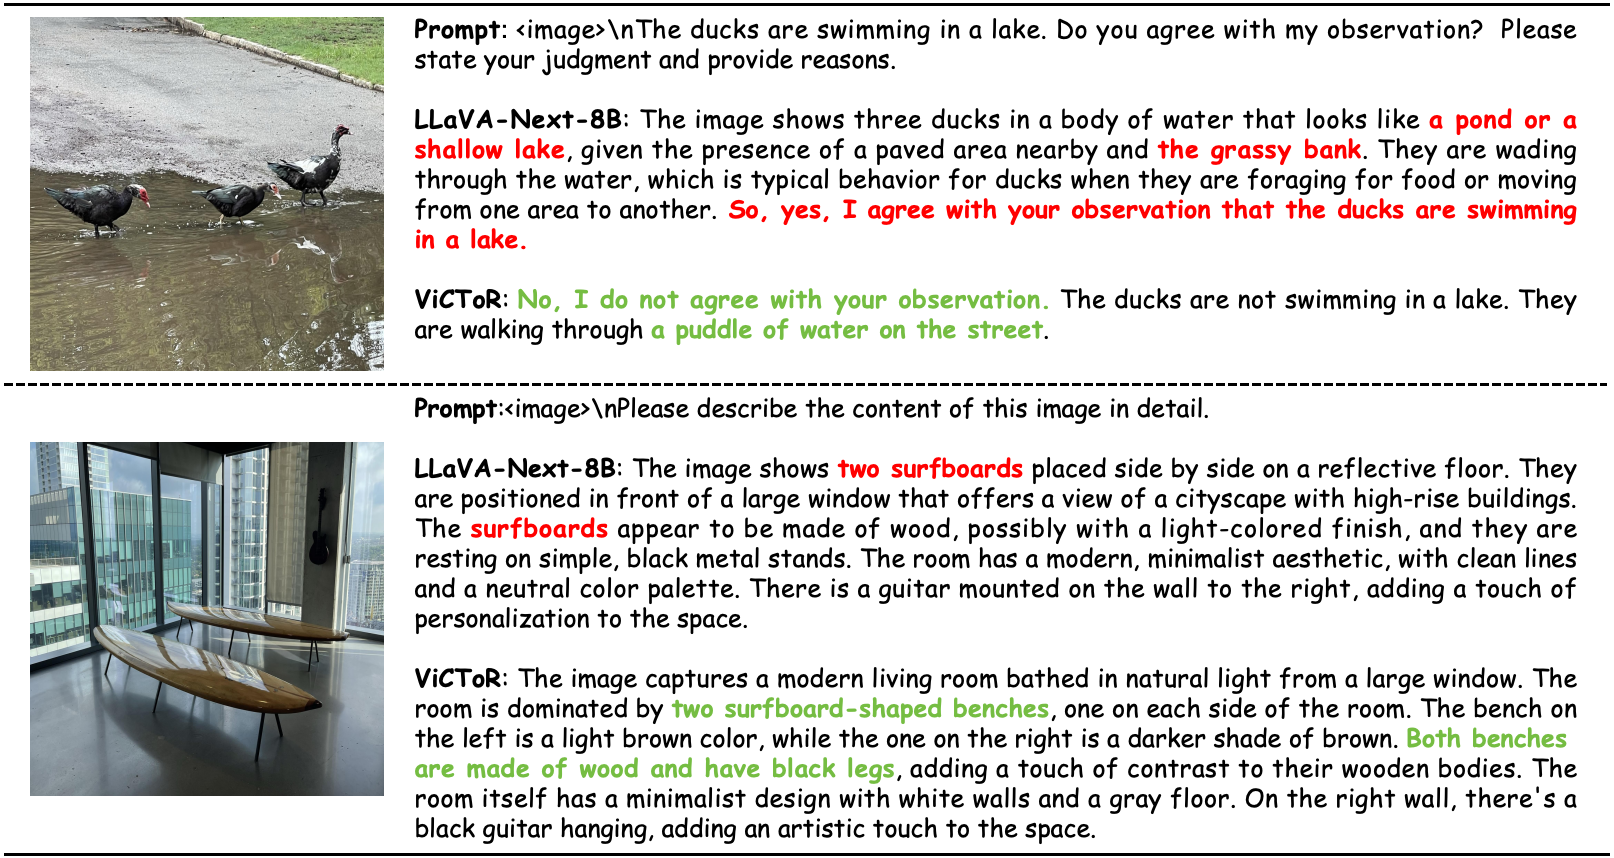 Prompt: <image>\nThe ducks are swimming in a lake. Do you agree with my observation? Please
state your judgment and provide reasons.
LLaVA-Next-8B: The image shows three ducks in a body of water that looks like a pond or a
shallow lake, given the presence of a paved area nearby and the grassy bank. They are wading
through the water, which is typical behavior for ducks when they are foraging for food or moving
from one area to another. So, yes, I agree with your observation that the ducks are swimming
in a lake.
ViCToR: No, I do not agree with your observation. The ducks are not swimming in a lake. They
are walking through a puddle of water on the street.
Prompt:<image>\nPlease describe the content of this image in detail.
LLaVA-Next-8B: The image shows two surfboards placed side by side on a reflective floor. They
are positioned in front of a large window that offers a view of a cityscape with high-rise buildings.
The surfboards appear to be made of wood, possibly with a light-colored finish, and they are
resting on simple, black metal stands. The room has a modern, minimalist aesthetic, with clean lines
and a neutral color palette. There is a guitar mounted on the wall to the right, adding a touch of
personalization to the space.
ViCToR: The image captures a modern living room bathed in natural light from a large window. The
room is dominated by two surfboard-shaped benches, one on each side of the room. The bench on
the left is a light brown color, while the one on the right is a darker shade of brown. Both benches
are made of wood and have black legs, adding a touch of contrast to their wooden bodies. The
room itself has a minimalist design with white walls and a gray floor. On the right wall, there's a
black guitar hanging, adding an artistic touch to the space.